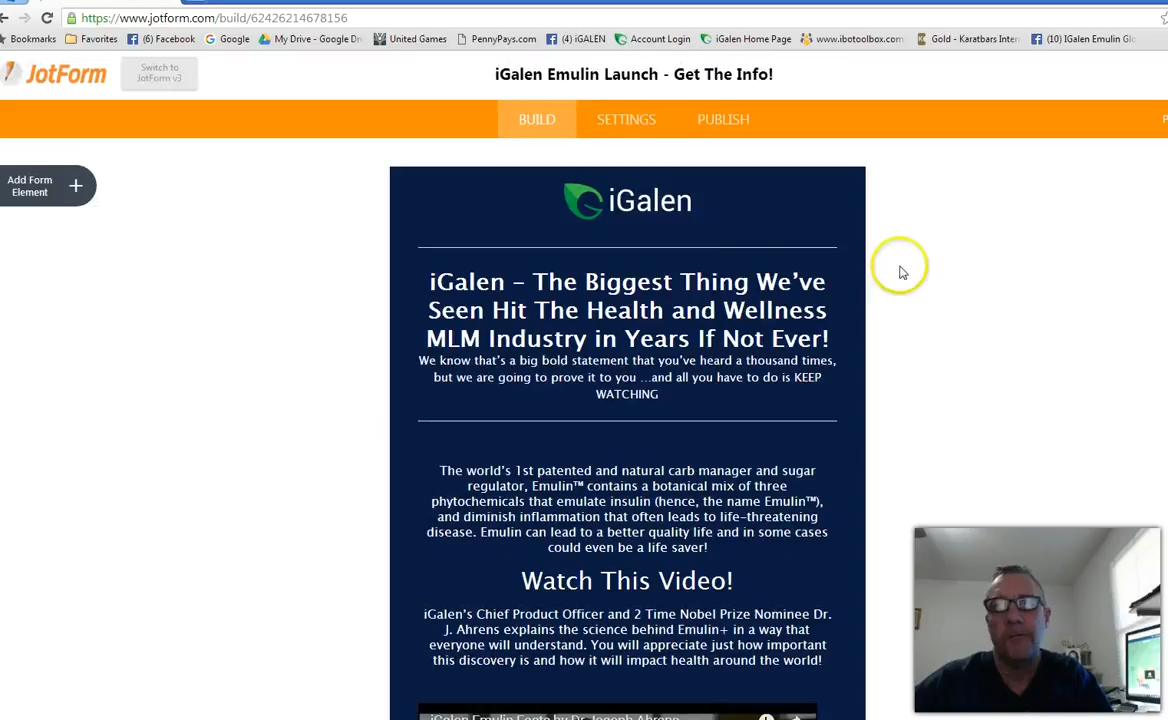 https://www.jotform.com/build/62426214678156
Bookmarks Favorites (6) Facebook Google My Drive - Google Dr United Games PennyPays.com (4) iGALEN Account Login iGalen Home Page www.ibotoolbox.com Gold - Karatbars Inter (10) IGalen Emulin Glo
JotForm
Switch to
JotForm v3
iGalen Emulin Launch - Get The Info!
BUILD SETTINGS PUBLISH
P
Add Form
Element
iGalen
iGalen – The Biggest Thing We’ve
Seen Hit The Health and Wellness
MLM Industry in Years If Not Ever!
We know that’s a big bold statement that you’ve heard a thousand times,
but we are going to prove it to you ...and all you have to do is KEEP
WATCHING
The world’s 1st patented and natural carb manager and sugar
regulator, Emulin™ contains a botanical mix of three
phytochemicals that emulate insulin (hence, the name Emulin™),
and diminish inflammation that often leads to life-threatening
disease. Emulin can lead to a better quality life and in some cases
could even be a life saver!
Watch This Video!
iGalen’s Chief Product Officer and 2 Time Nobel Prize Nominee Dr.
J. Ahrens explains the science behind Emulin+ in a way that
everyone will understand. You will appreciate just how important
this discovery is and how it will impact health around the world!
iGalen Emulin Facts by Dr. Joseph Ahrens